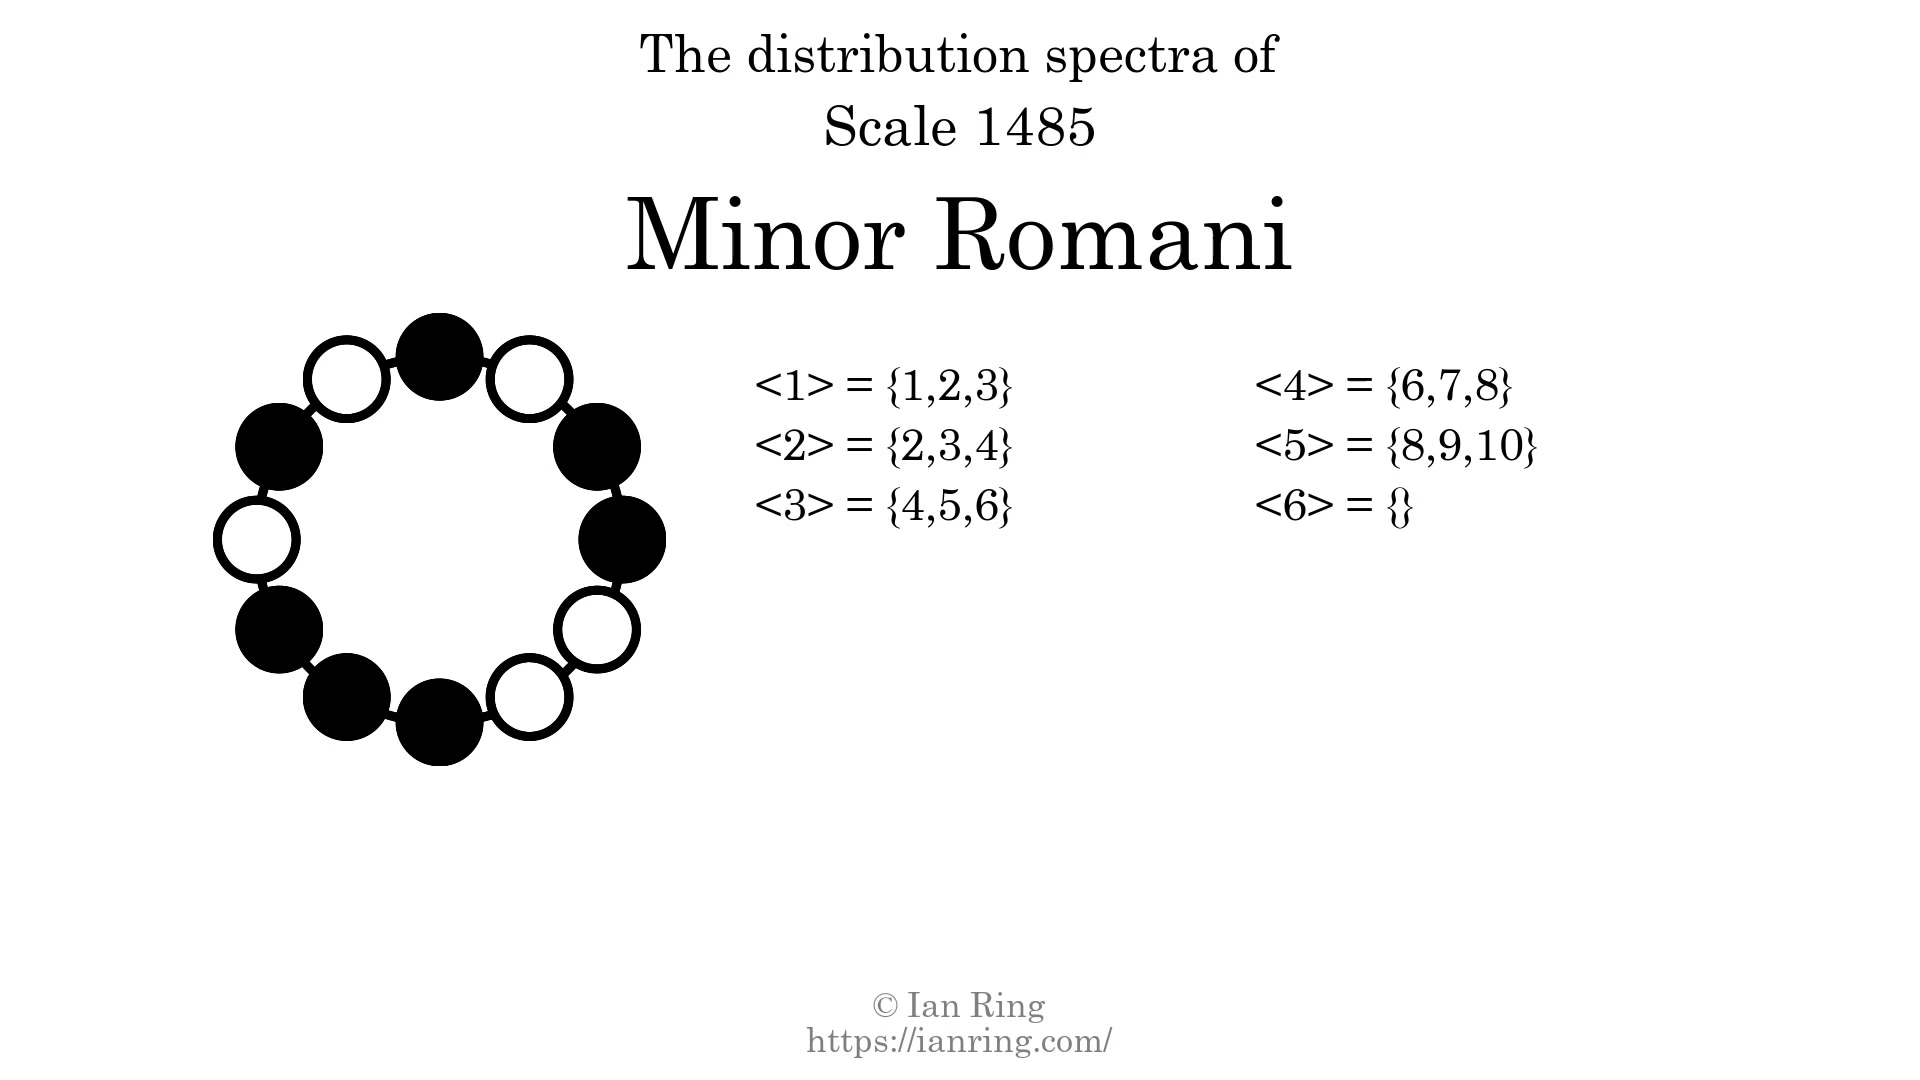 The distribution spectra of
Scale 1485
Minor Romani
<1> = {1,2,3}
<2> = {2,3,4}
<3> = {4,5,6}
<4> = {6,7,8}
<5> = {8,9,10}
<6> = {}
© Ian Ring
https://ianring.com/